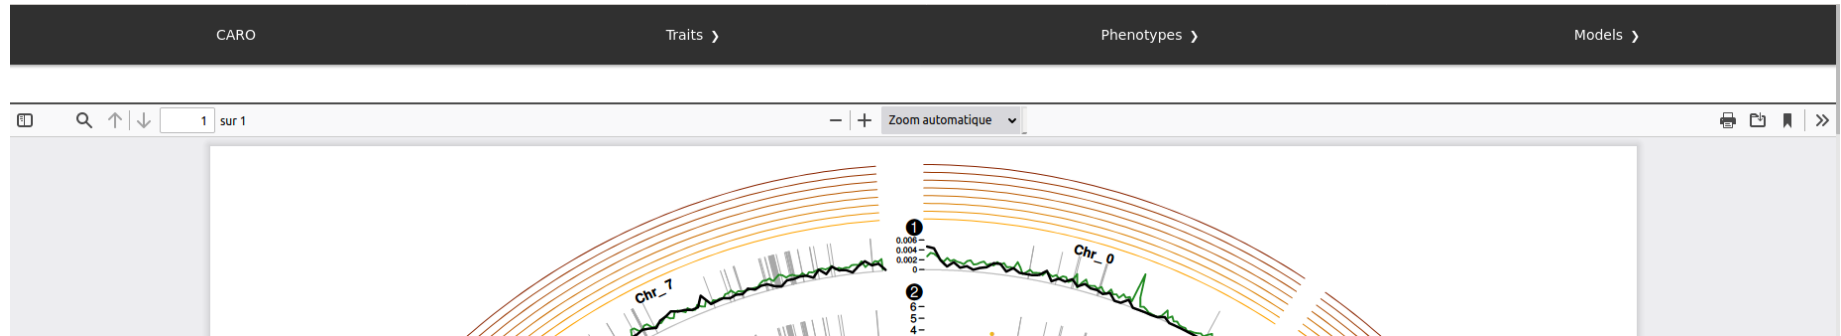 CARO Traits ❯ Phenotypes ❯ Models ❯
1 sur 1 Zoom automatique
1
0.006
0.004
0.002
0
Chr_0
Chr_7
2
6
5
4